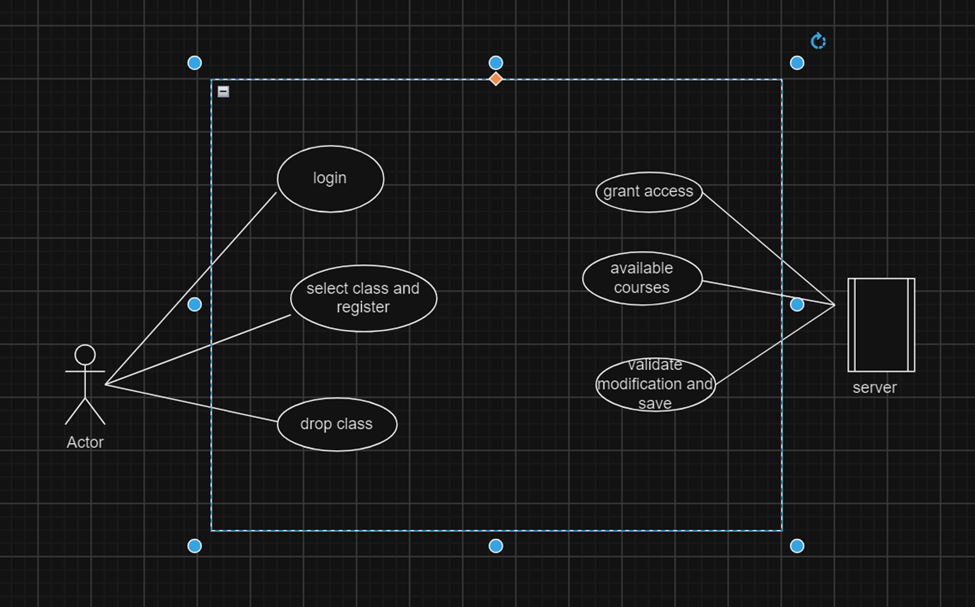 login
grant access
available
courses
select class and
register
validate
modification and
save
server
drop class
Actor